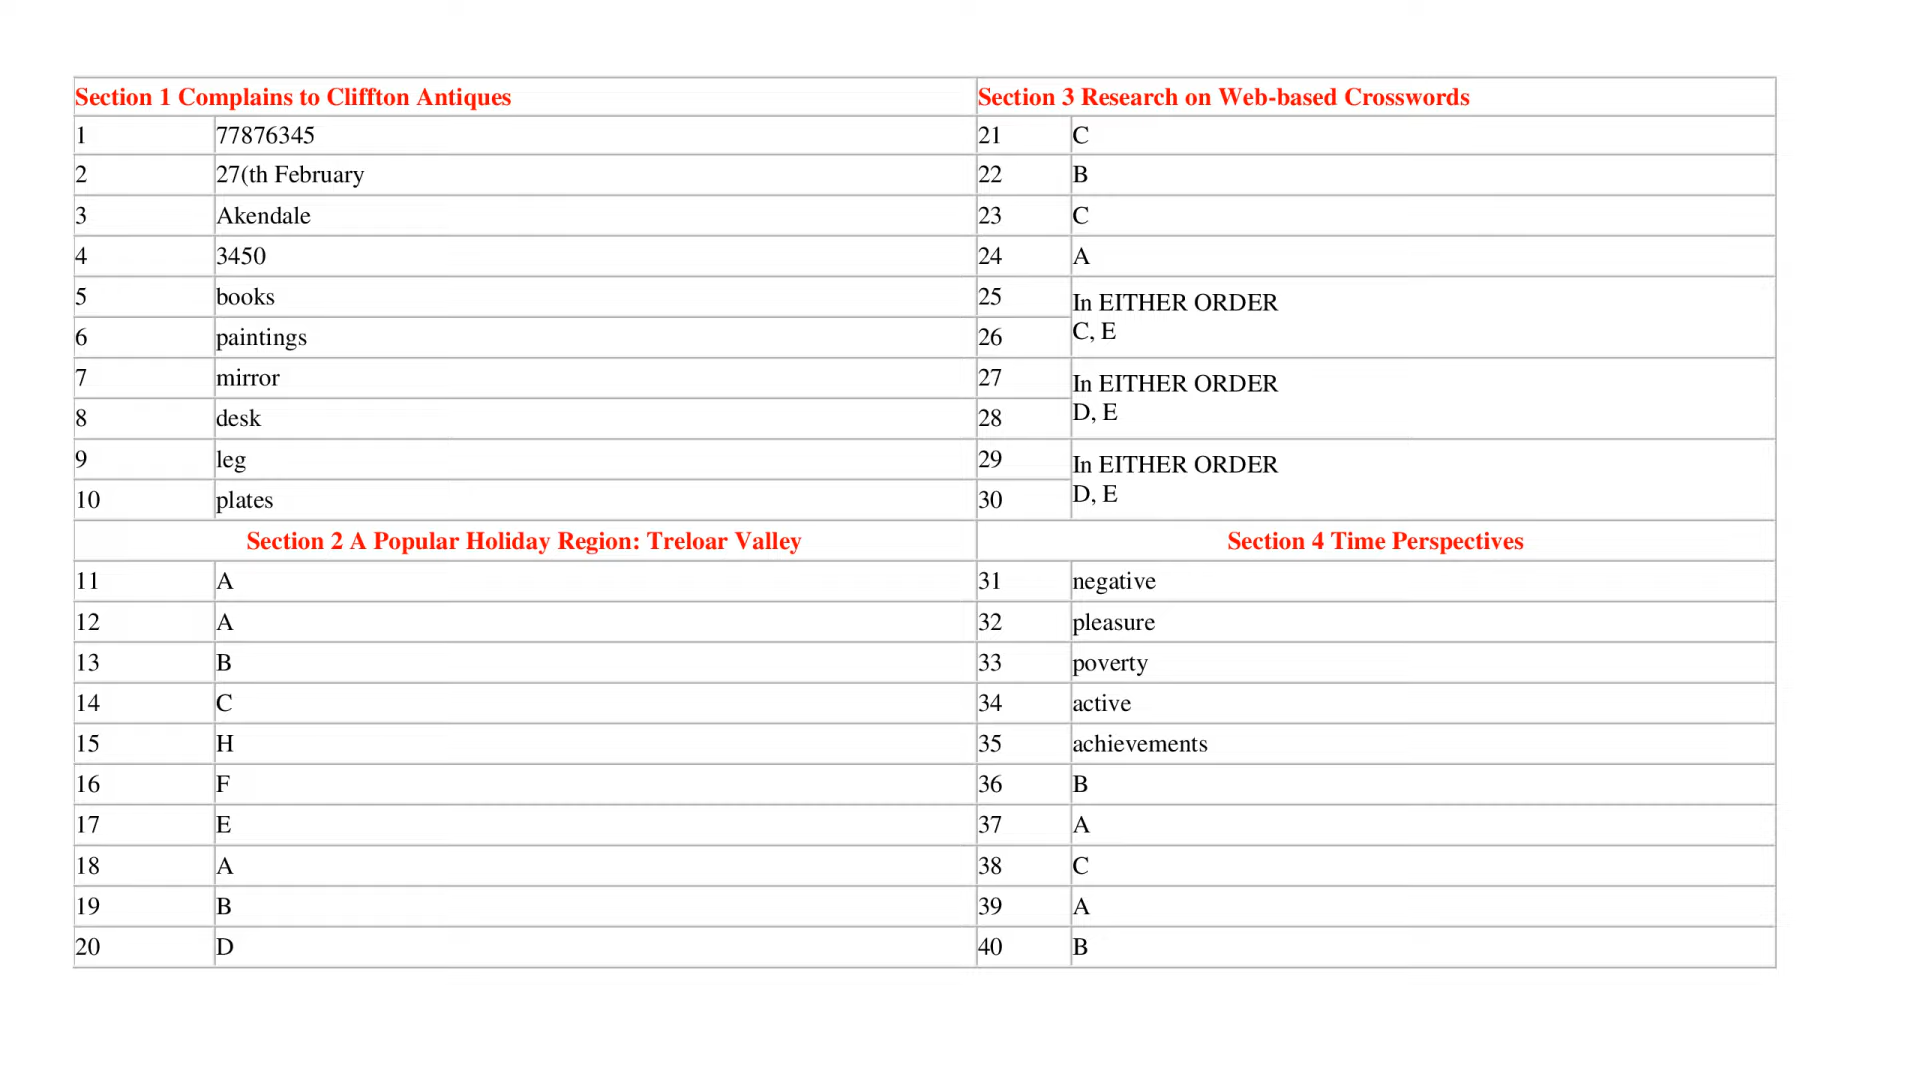 Section 1 Complains to Cliffton Antiques
1 77876345
2 27(th February
3 Akendale
4 3450
5 books
6 paintings
7 mirror
8 desk
9 leg
10 plates
Section 2 A Popular Holiday Region: Treloar Valley
11 A
12 A
13 B
14 C
15 H
16 F
17 E
18 A
19 B
20 D
Section 3 Research on Web-based Crosswords
21 C
22 B
23 C
24 A
25 In EITHER ORDER
26 C, E
27 In EITHER ORDER
28 D, E
29 In EITHER ORDER
30 D, E
Section 4 Time Perspectives
31 negative
32 pleasure
33 poverty
34 active
35 achievements
36 B
37 A
38 C
39 A
40 B